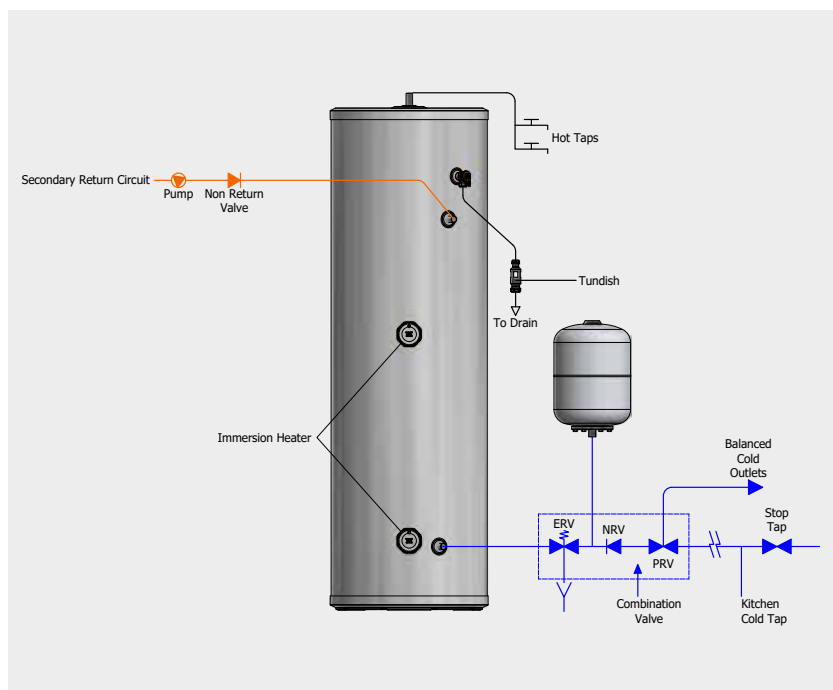 Hot Taps
Secondary Return Circuit
Pump
Non Return
Valve
Tundish
To Drain
Immersion Heater
Balanced
Cold
Outlets
Stop
Tap
ERV
NRV
PRV
Combination
Valve
Kitchen
Cold Tap